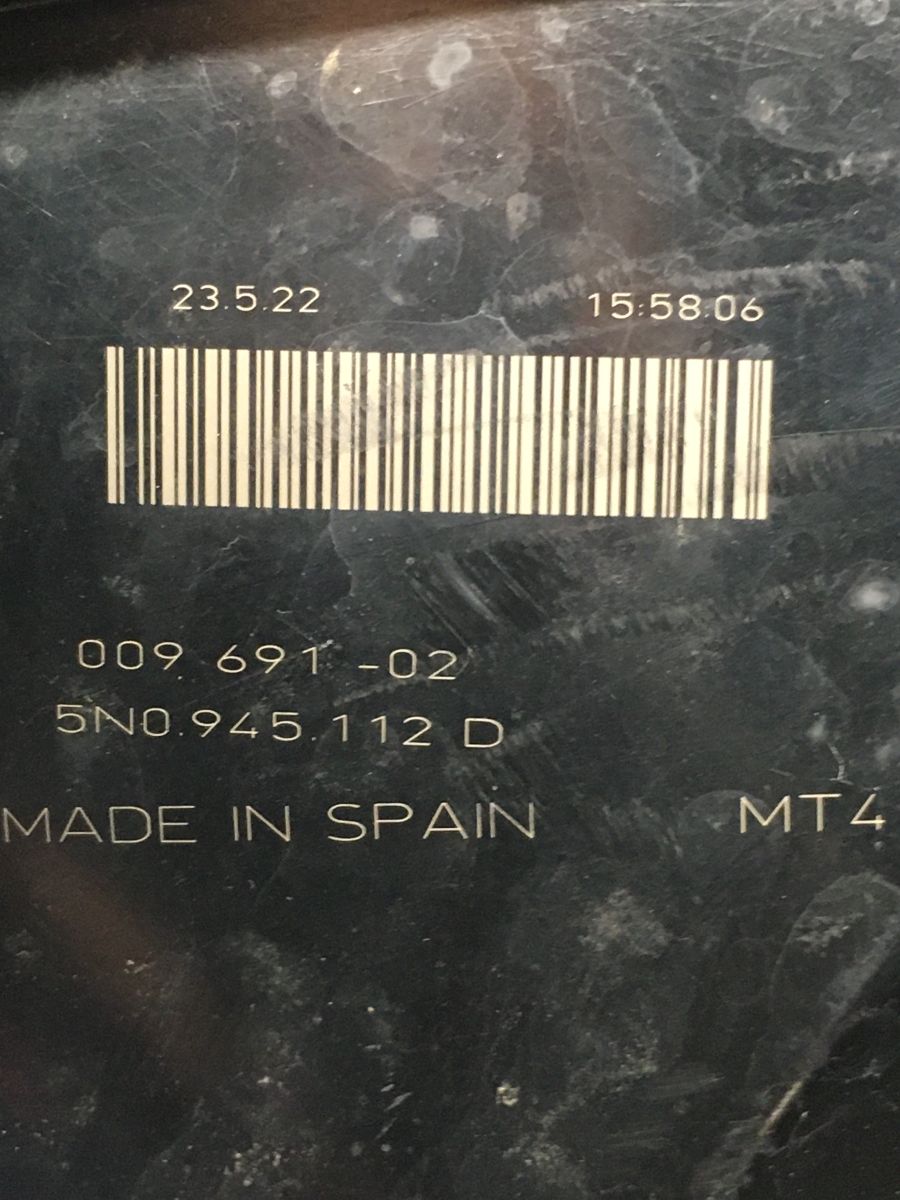 23.5.22 15:58:06
009 691 -02
5N0.945.112 D
MADE IN SPAIN MT4